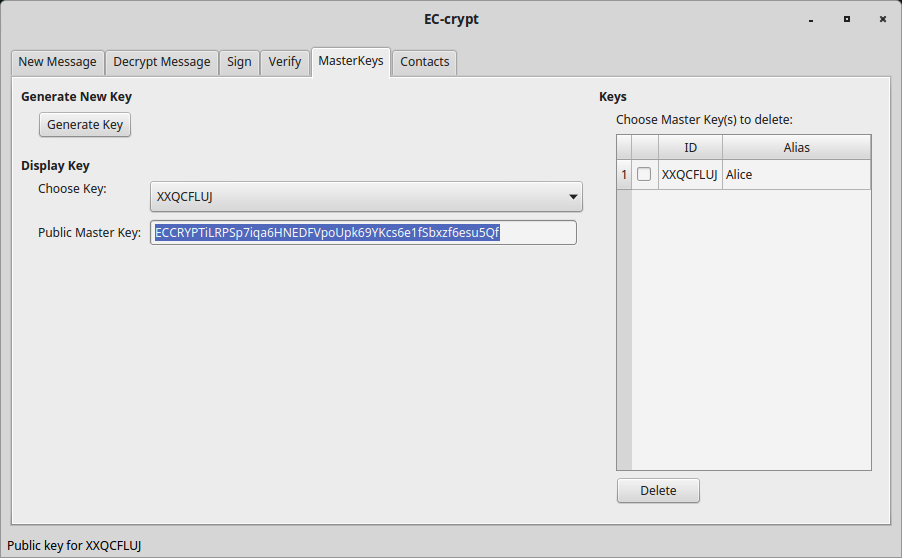 EC-crypt
New Message
Decrypt Message
Sign
Verify
MasterKeys
Contacts
Generate New Key
Generate Key
Display Key
Choose Key:
XXQCFLUJ
Public Master Key:
ECCRYPTiLRPSp7iqa6HNEDFVpoUpk69YKcs6e1fSbxzf6esu5Qf
Keys
Choose Master Key(s) to delete:
ID Alias
1 XXQCFLUJ Alice
Delete
Public key for XXQCFLUJ